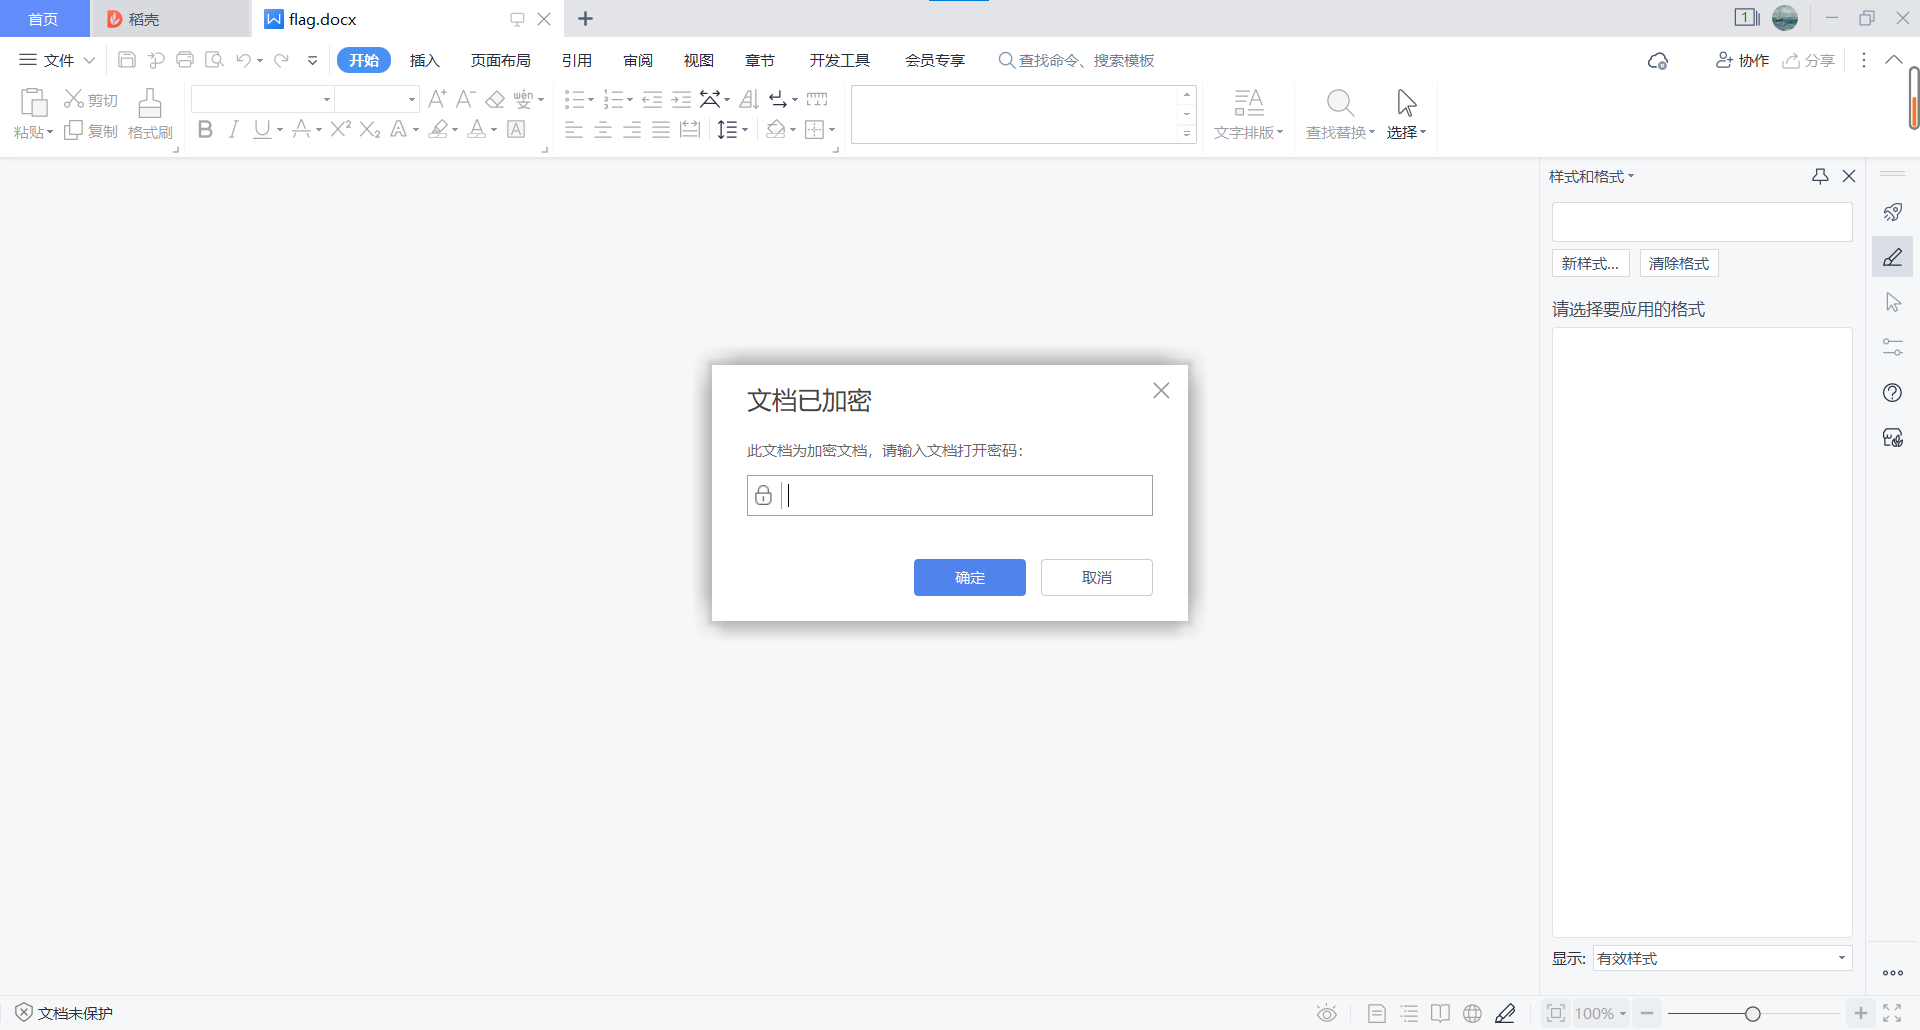 首页
稻壳
flag.docx
1
文件
开始
插入
页面布局
引用
审阅
视图
章节
开发工具
会员专享
查找命令、搜索模板
协作
分享
粘贴
剪切
复制
格式刷
文字排版
查找替换
选择
样式和格式
新样式...
清除格式
请选择要应用的格式
文档已加密
此文档为加密文档，请输入文档打开密码：
确定
取消
显示:
有效样式
文档未保护
100%